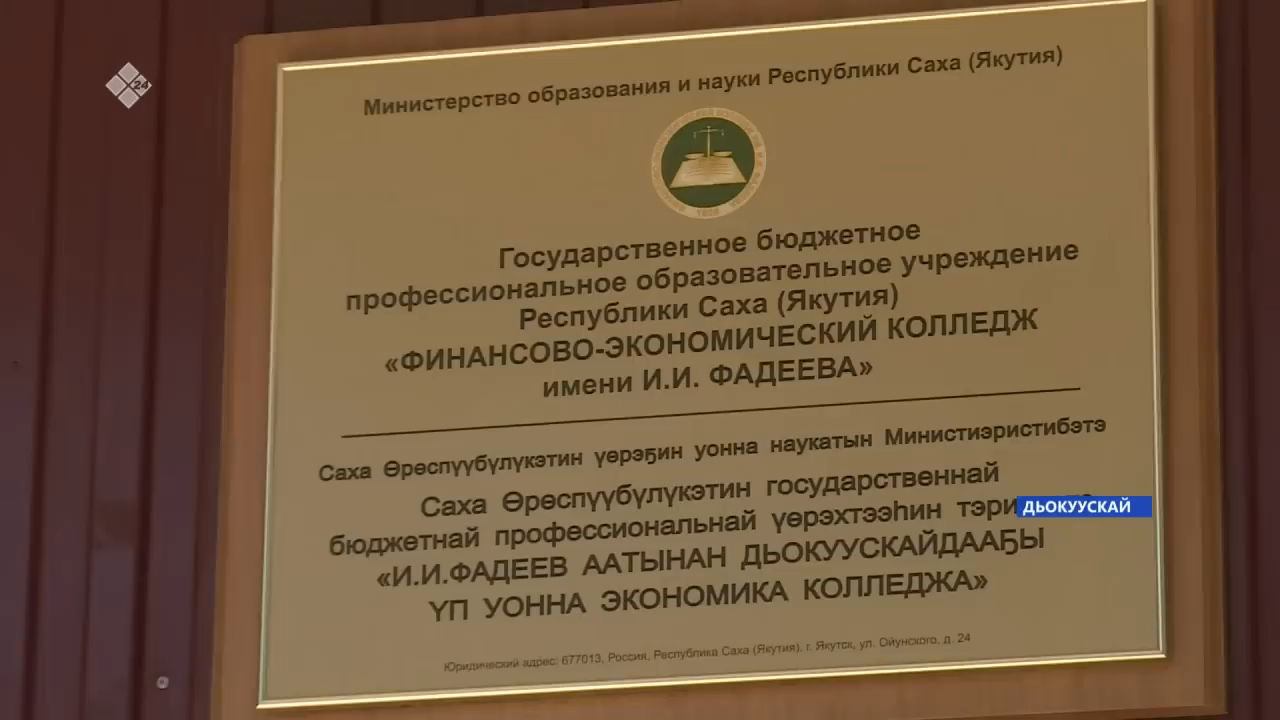 24
Министерство образования и науки Республики Саха (Якутия)
Государственное бюджетное
профессиональное образовательное учреждение
Республики Саха (Якутия)
«ФИНАНСОВО-ЭКОНОМИЧЕСКИЙ КОЛЛЕДЖ
имени И.И. ФАДЕЕВА»
Саха Өрөспүүбүлүкэтин үөрэҕин уонна наукатын Министиэристибэтэ
Саха Өрөспүүбүлүкэтин государственнай
бюджетнай профессиональнай үөрэхтээһин
ДЬОКУУСКАЙ
«И.И.ФАДЕЕВ ААТЫНАН ДЬОКУУСКАЙДААҔЫ
ҮП УОННА ЭКОНОМИКА КОЛЛЕДЖА»
Юридический адрес: 677013, Россия, Республика Саха (Якутия), г. Якутск, ул. Ойунского, д. 24